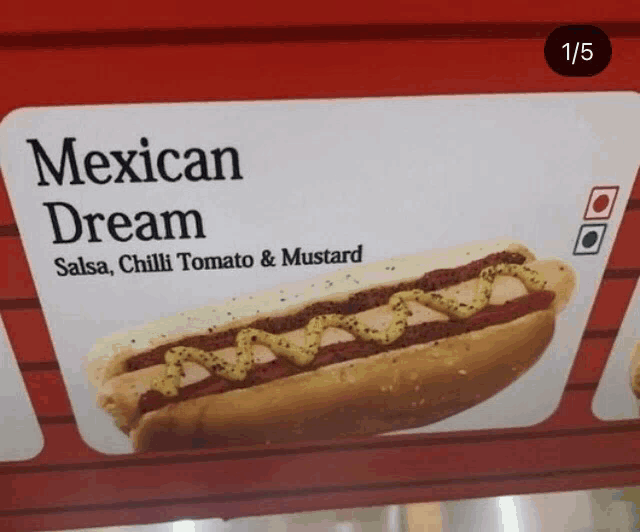 1/5
Mexican
Dream
Salsa, Chilli Tomato & Mustard